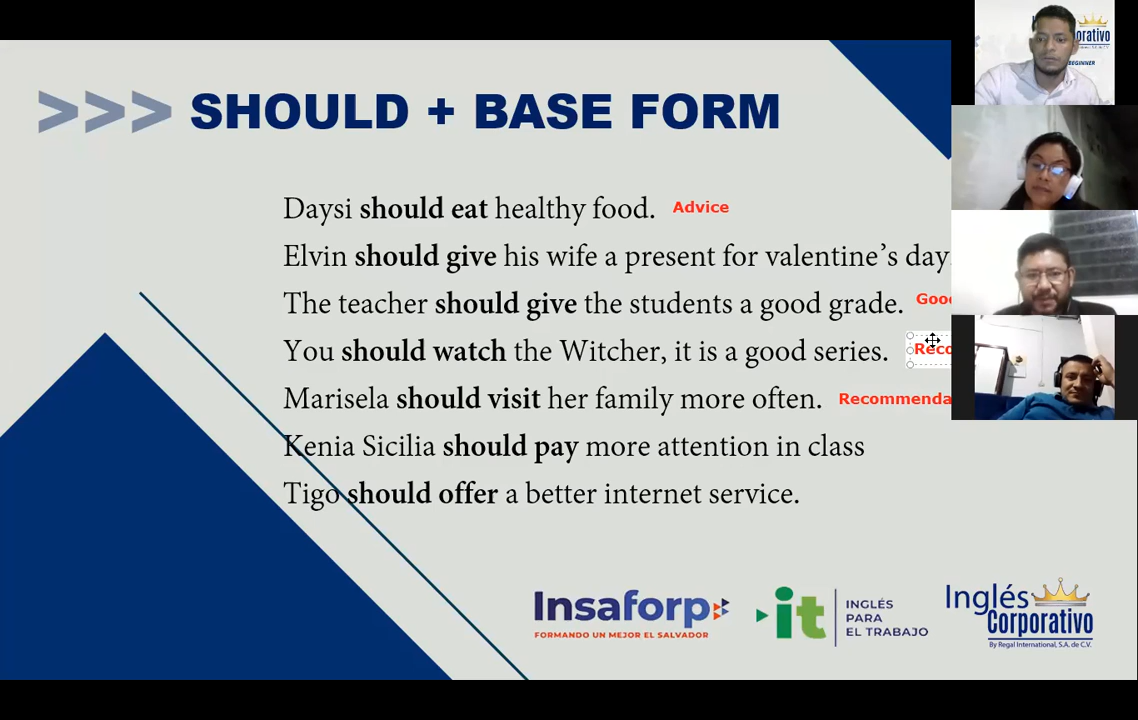 >>> SHOULD + BASE FORM
Daysi should eat healthy food. Advice
Elvin should give his wife a present for valentine’s day
The teacher should give the students a good grade.
You should watch the Witcher, it is a good series.
Marisela should visit her family more often.
Kenia Sicilia should pay more attention in class
Tigo should offer a better internet service.
Insaforp
FORMANDO UN MEJOR EL SALVADOR
it
INGLÉS
PARA
EL TRABAJO
Inglés
Corporativo
By Regal International, S.A. de C.V.